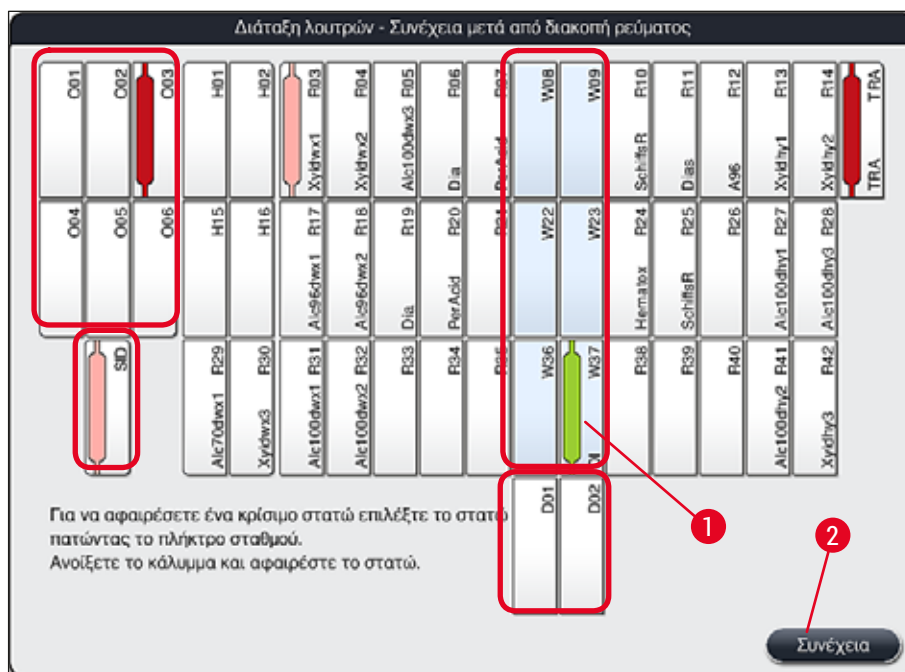 Διάταξη λουτρών - Συνέχεια μετά από διακοπή ρεύματος
O01
O02
O03
H01
H02
Xyldwx1 R03
Xyldwx2 R04
Alc100dwx3 R05
Dia R06
PerAcid R07
W08
W09
SchiffsR R10
Dias R11
A96 R12
Xyldhy1 R13
Xyldhy2 R14
TRA TRA
O04
O05
O06
H15
H16
Alc96dwx1 R17
Alc96dwx2 R18
Dia R19
PerAcid R20
R21
W22
W23
Hematox R24
SchiffsR R25
R26
Alc100dhy1 R27
Alc100dhy3 R28
SID
Alc70dwx1 R29
Xyldwx3 R30
Alc100dwx1 R31
Alc100dwx2 R32
R33
R34
R35
W36
DI W37
R38
R39
R40
Alc100dhy2 R41
Xyldhy3 R42
D01
D02
Για να αφαιρέσετε ένα κρίσιμο στατώ επιλέξτε το στατώ
πατώντας το πλήκτρο σταθμού.
Ανοίξετε το κάλυμμα και αφαιρέστε το στατώ.
1
2
Συνέχεια